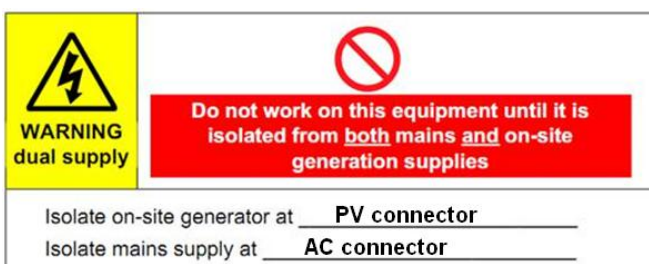 WARNING
dual supply
Do not work on this equipment until it is
isolated from both mains and on-site
generation supplies
Isolate on-site generator at PV connector
Isolate mains supply at AC connector